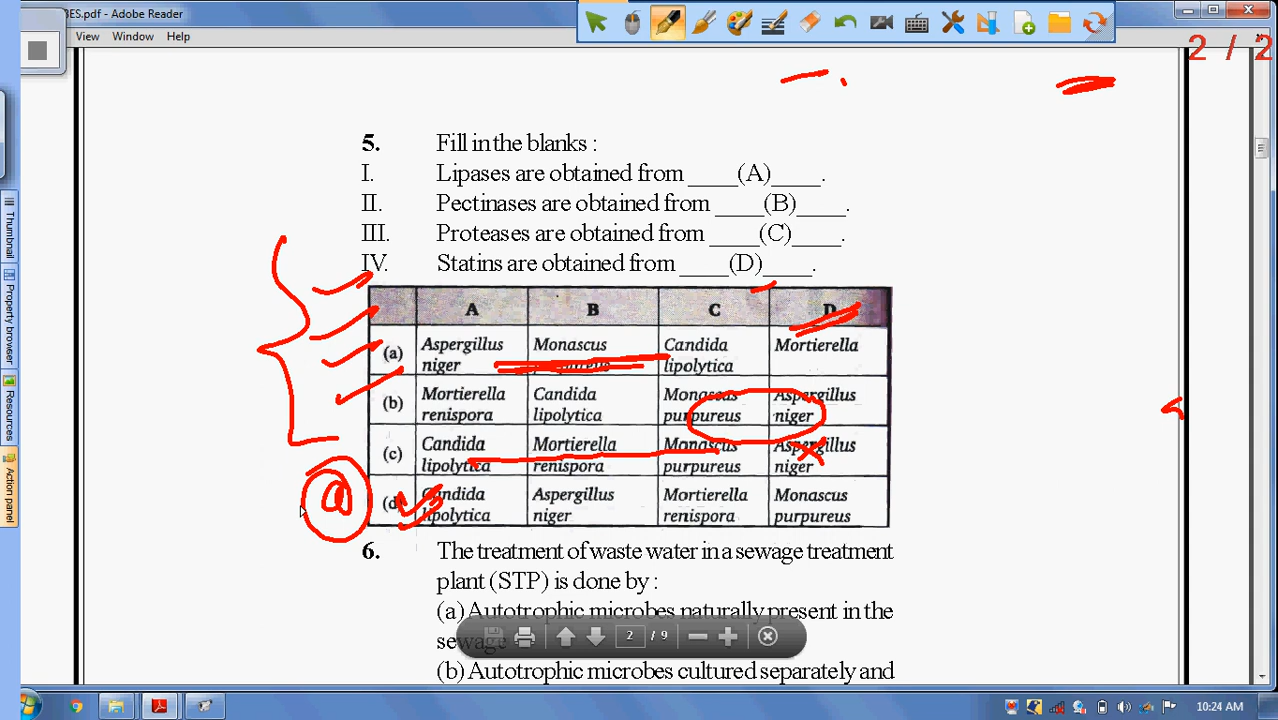 BES.pdf - Adobe Reader
View Window Help
2 / 2
5. Fill in the blanks :
I. Lipases are obtained from ____(A)____.
II. Pectinases are obtained from ____(B)____.
III. Proteases are obtained from ____(C)____.
IV. Statins are obtained from ____(D)____.
A B C D
(a) Aspergillus niger Monascus purpureus Candida lipolytica Mortierella
(b) Mortierella renispora Candida lipolytica Monascus purpureus Aspergillus niger
(c) Candida lipolytica Mortierella renispora Monascus purpureus Aspergillus niger
(d) Candida lipolytica Aspergillus niger Mortierella renispora Monascus purpureus
6. The treatment of waste water in a sewage treatment
plant (STP) is done by :
(a) Autotrophic microbes naturally present in the
sewage
(b) Autotrophic microbes cultured separately and
2 / 9
Thumbnail
Property browser
Resources
Action panel
10:24 AM